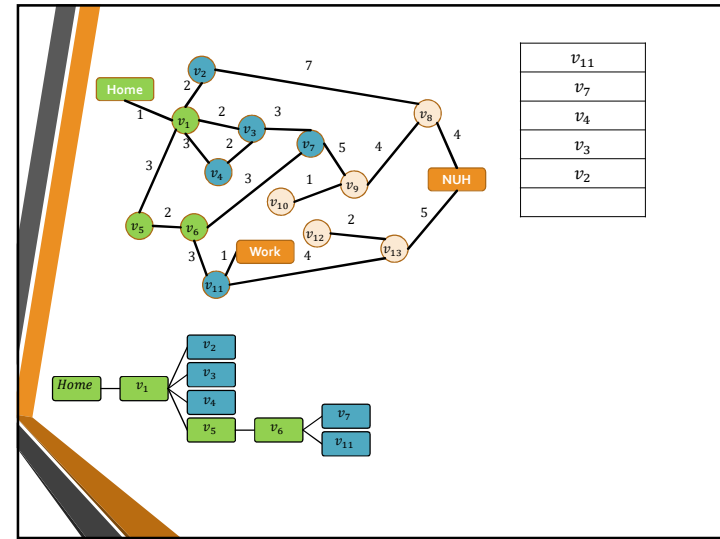 7
v₂
v₁₁
2
Home
v₇
1
2
3
v₈
v₁
v₃
4
v₄
3
2
v₇
5
4
v₄
v₃
3
3
1
v₉
NUH
v₂
v₁₀
2
2
5
v₅
v₆
v₁₂
v₁₃
3
1
Work
4
v₁₁
v₂
v₃
Home
v₁
v₄
v₅
v₆
v₇
v₁₁